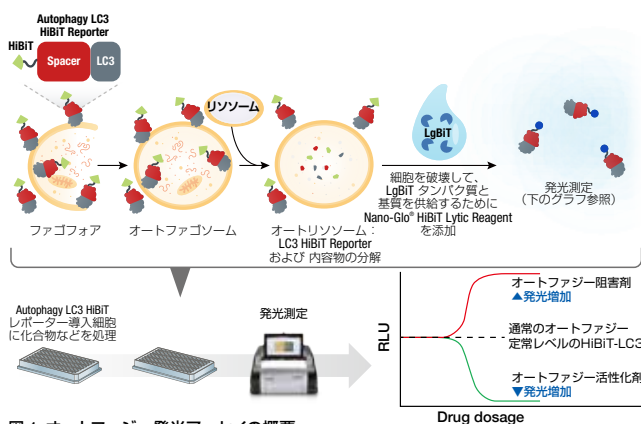 Autophagy LC3
HiBiT Reporter
HiBiT
Spacer
LC3
リソソーム
LgBiT
ファゴフォア
オートファゴソーム
オートリソソーム：
LC3 HiBiT Reporter
および 内容物の分解
細胞を破壊して、
LgBiT タンパク質と
基質を供給するために
Nano-Glo® HiBiT Lytic Reagent
を添加
発光測定
（下のグラフ参照）
Autophagy LC3 HiBiT
レポーター導入細胞
に化合物などを処理
発光測定
RLU
オートファジー阻害剤
▲発光増加
通常のオートファジー
定常レベルのHiBiT-LC3
オートファジー活性化剤
▼発光増加
Drug dosage